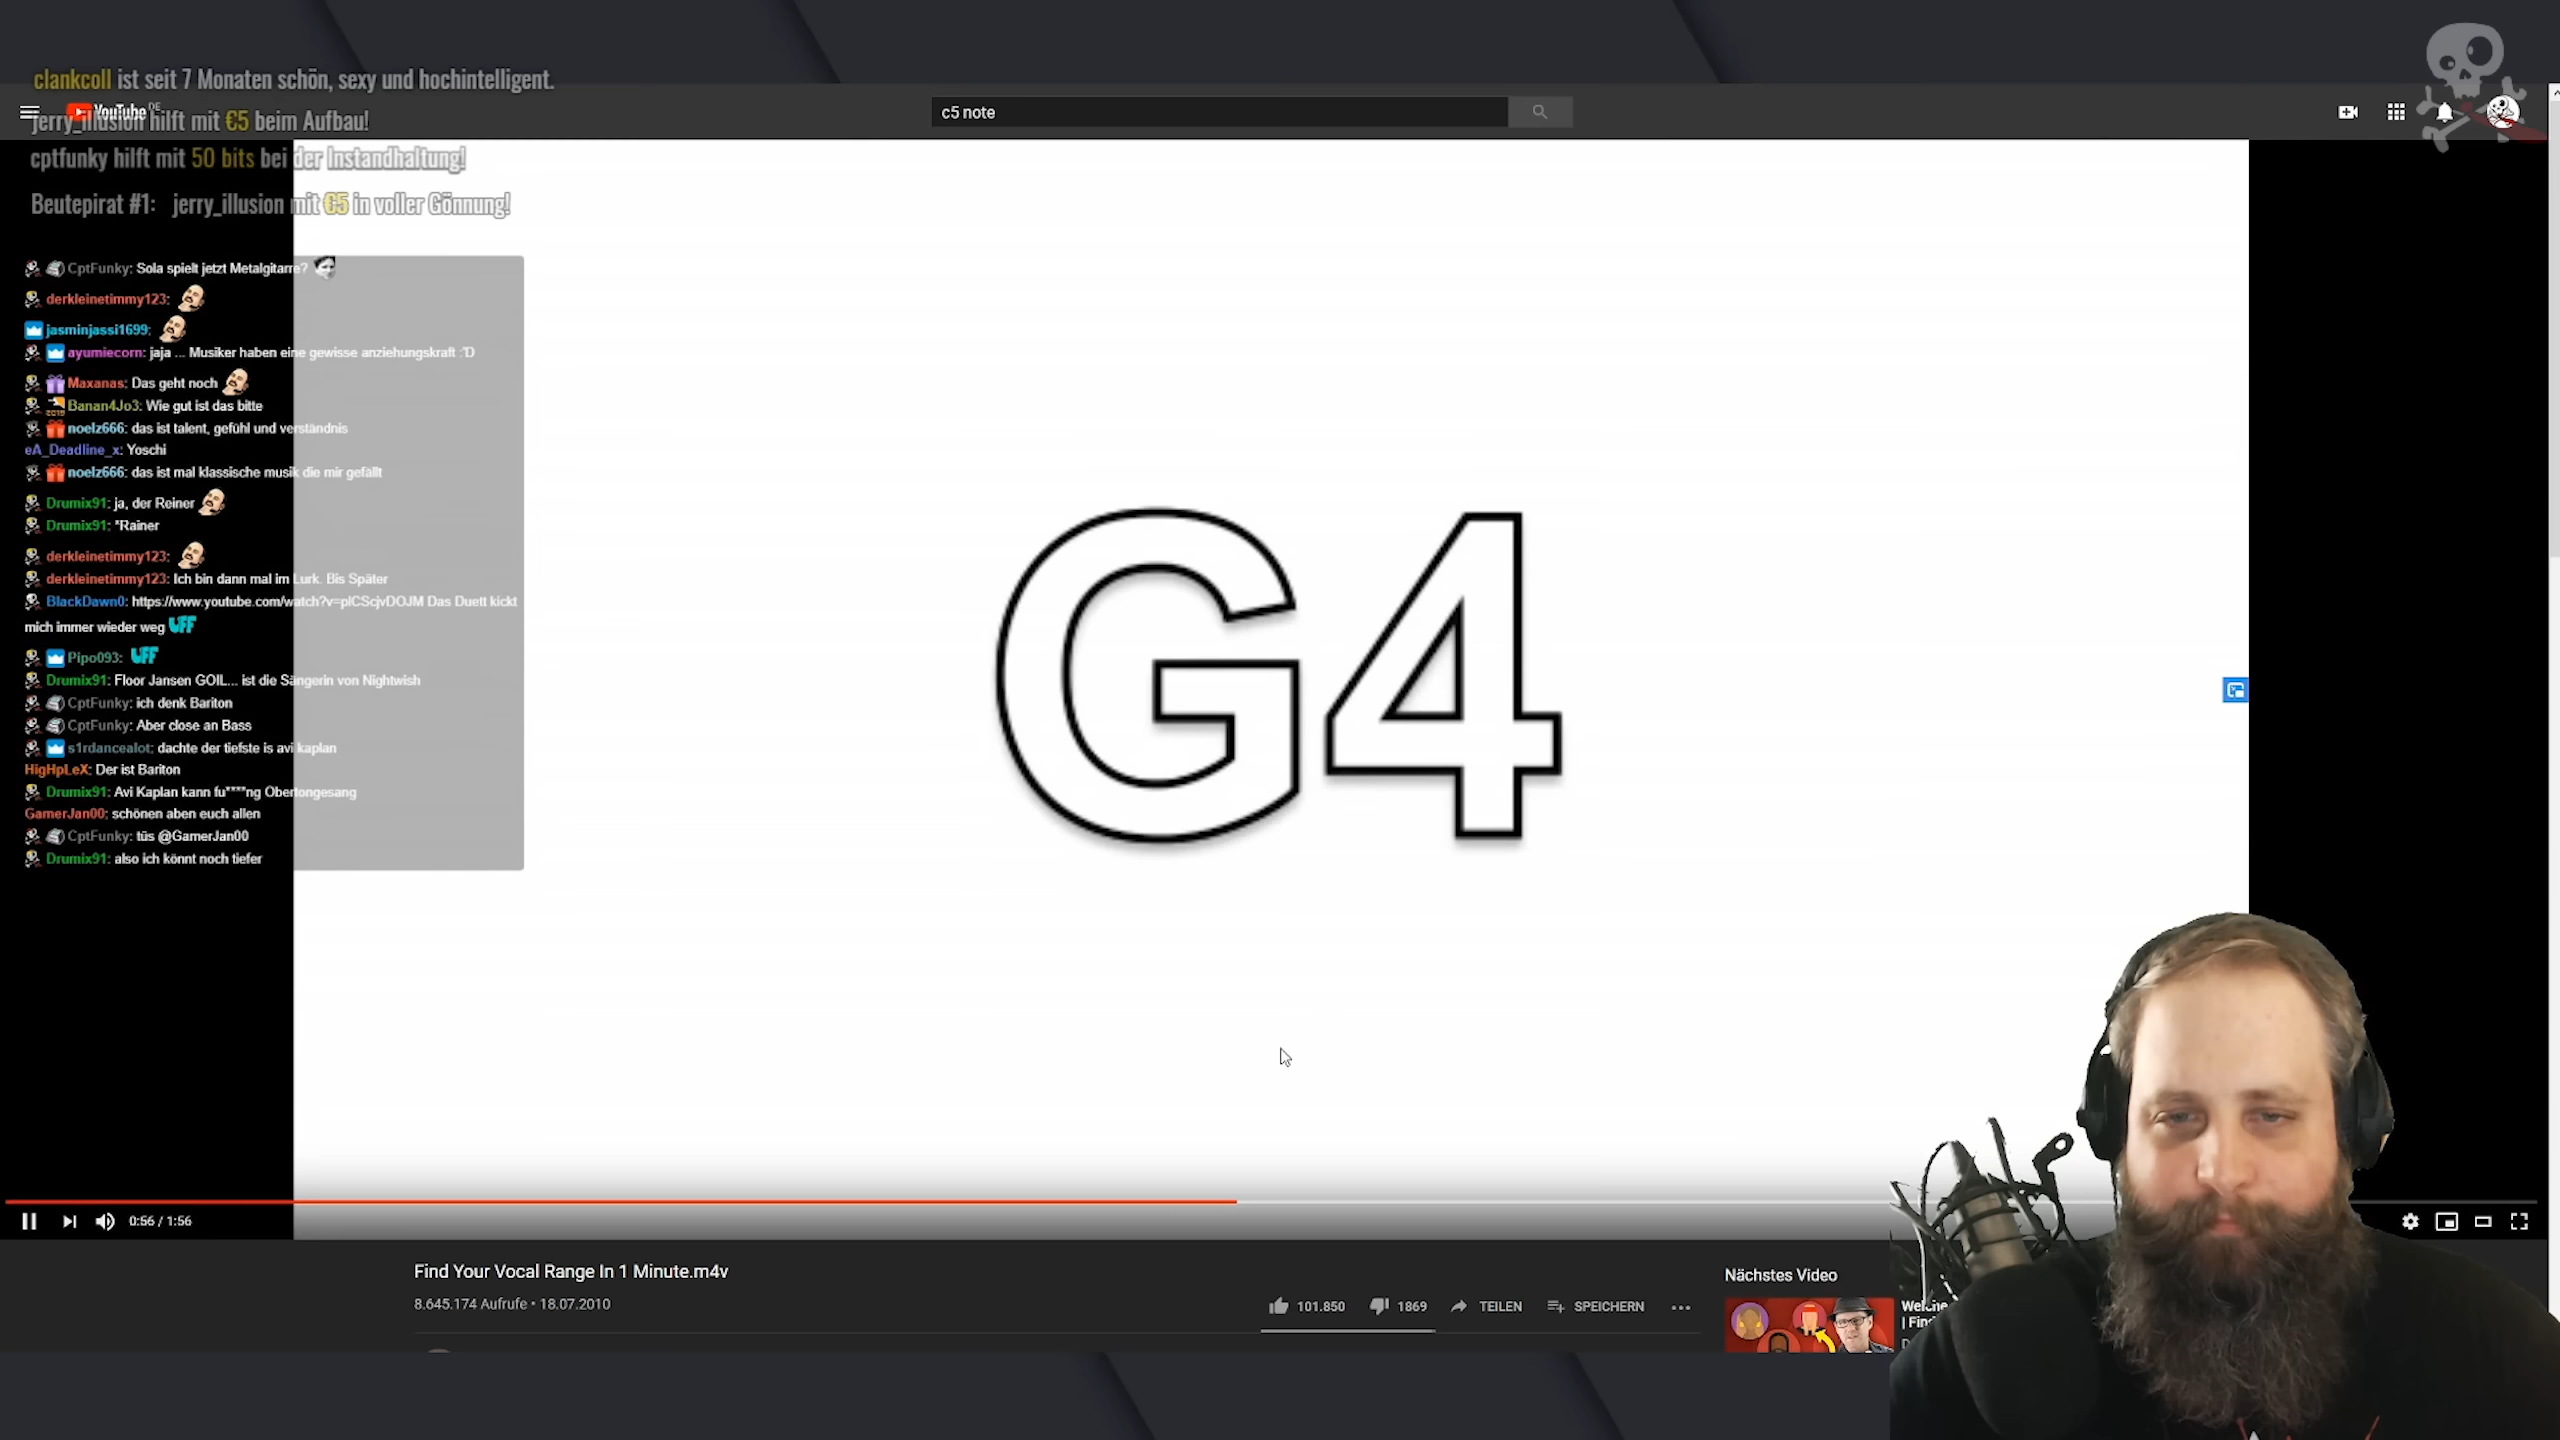 clankcoll ist seit 7 Monaten schön, sexy und hochintelligent.
YouTube DE
c5 note
jerry_illusion hilft mit €5 beim Aufbau!
cptfunky hilft mit 50 bits bei der Instandhaltung!
Beutepirat #1: jerry_illusion mit €5 in voller Gönnung!
CptFunky: Sola spielt jetzt Metalgitarre?
derkleinetimmy123:
jasminjassi1699:
ayumiecorn: jaja ... Musiker haben eine gewisse anziehungskraft :'D
Maxanas: Das geht noch
Banan4Jo3: Wie gut ist das bitte
noelz666: das ist talent, gefühl und verständnis
eA_Deadline_x: Yoschi
noelz666: das ist mal klassische musik die mir gefällt
Drumix91: ja, der Reiner
Drumix91: *Rainer
derkleinetimmy123:
derkleinetimmy123: Ich bin dann mal im Lurk. Bis Später
BlackDawn0: https://www.youtube.com/watch?v=plCScjvDOJM Das Duett kickt
mich immer wieder weg UFF
Pipo093: UFF
Drumix91: Floor Jansen GOIL... ist die Sängerin von Nightwish
CptFunky: ich denk Bariton
CptFunky: Aber close an Bass
s1rdancealot: dachte der tiefste is avi kaplan
HigHpLeX: Der ist Bariton
Drumix91: Avi Kaplan kann fu****ng Obertongesang
GamerJan00: schönen aben euch allen
CptFunky: tüs @GamerJan00
Drumix91: also ich könnt noch tiefer
G4
0:56 / 1:56
Find Your Vocal Range In 1 Minute.m4v
8.645.174 Aufrufe • 18.07.2010
101.850
1869
TEILEN
SPEICHERN
Nächstes Video
Welche